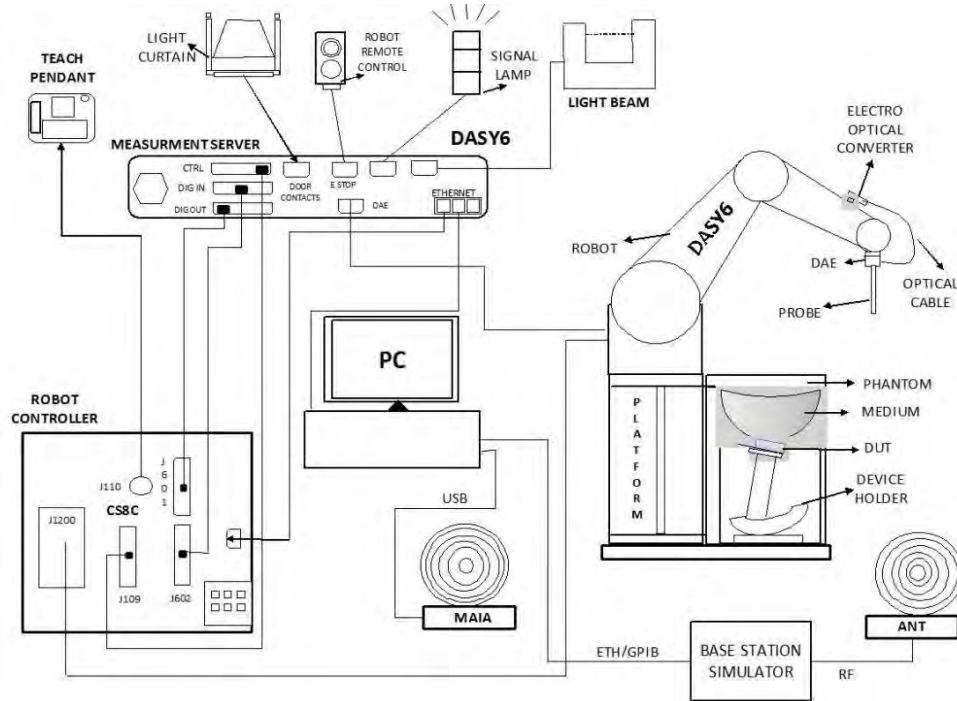 LIGHT
CURTAIN
ROBOT
REMOTE
CONTROL
SIGNAL
LAMP
LIGHT BEAM
TEACH
PENDANT
ELECTRO
OPTICAL
CONVERTER
MEASURMENT SERVER
DASY6
CTRL
DIG IN
DIG OUT
DOOR
CONTACTS
E.STOP
DAE
ETHERNET
ROBOT
DASY6
DAE
OPTICAL
CABLE
PROBE
PC
PHANTOM
MEDIUM
DUT
DEVICE
HOLDER
PLATFORM
ROBOT
CONTROLLER
J110
J601
CS8C
J1200
J109
J602
USB
MAIA
ANT
ETH/GPIB
BASE STATION
SIMULATOR
RF